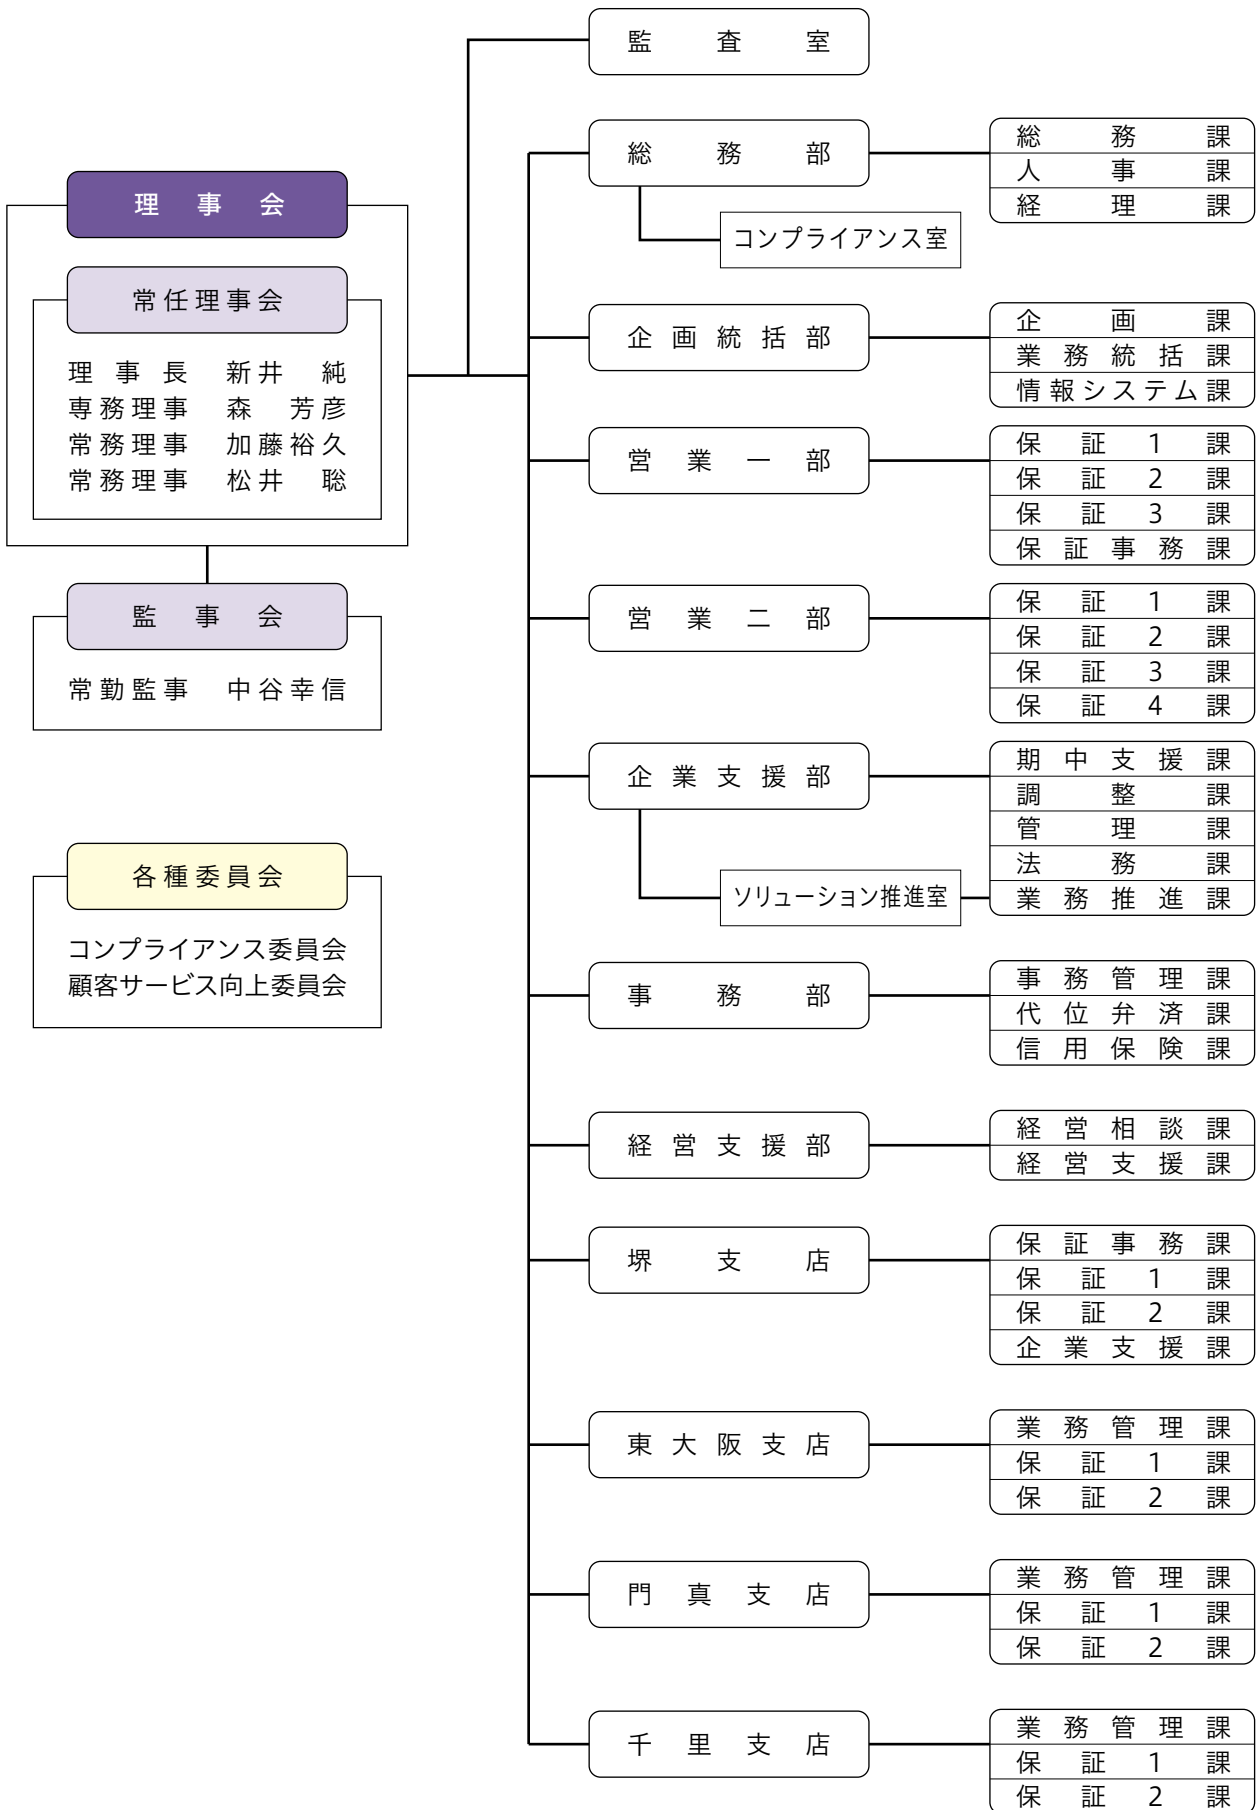 理事会
常任理事会
理事長 新井 純
専務理事 森 芳彦
常務理事 加藤裕久
常務理事 松井 聡
監事会
常勤監事 中谷幸信
各種委員会
コンプライアンス委員会
顧客サービス向上委員会
監査室
総務部
総務課
人事課
経理課
コンプライアンス室
企画統括部
企画課
業務統括課
情報システム課
営業一部
保証1課
保証2課
保証3課
保証事務課
営業二部
保証1課
保証2課
保証3課
保証4課
企業支援部
期中支援課
調整課
管理課
法務課
ソリューション推進室
業務推進課
事務部
事務管理課
代位弁済課
信用保険課
経営支援部
経営相談課
経営支援課
堺支店
保証事務課
保証1課
保証2課
企業支援課
東大阪支店
業務管理課
保証1課
保証2課
門真支店
業務管理課
保証1課
保証2課
千里支店
業務管理課
保証1課
保証2課